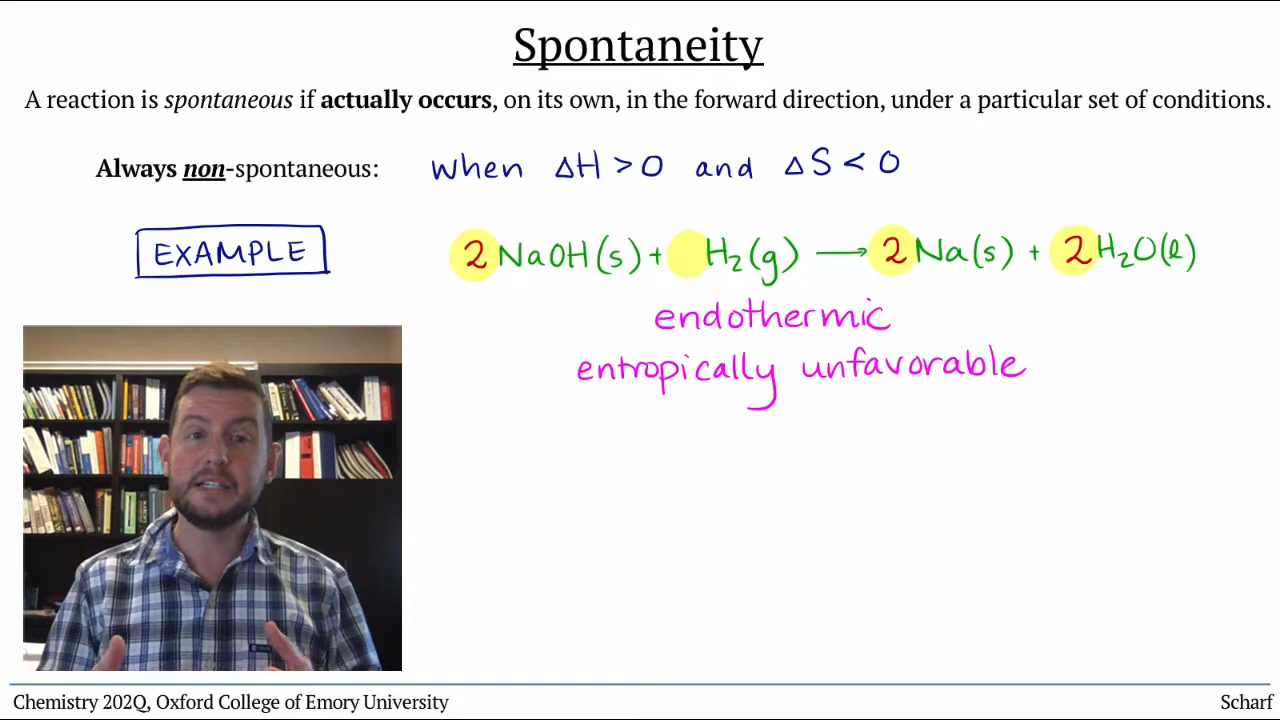 Spontaneity
A reaction is spontaneous if actually occurs, on its own, in the forward direction, under a particular set of conditions.
Always non-spontaneous: when ΔH > 0 and ΔS < 0
EXAMPLE 2 NaOH(s) + H₂(g) → 2 Na(s) + 2 H₂O(l)
endothermic
entropically unfavorable
Chemistry 202Q, Oxford College of Emory University Scharf